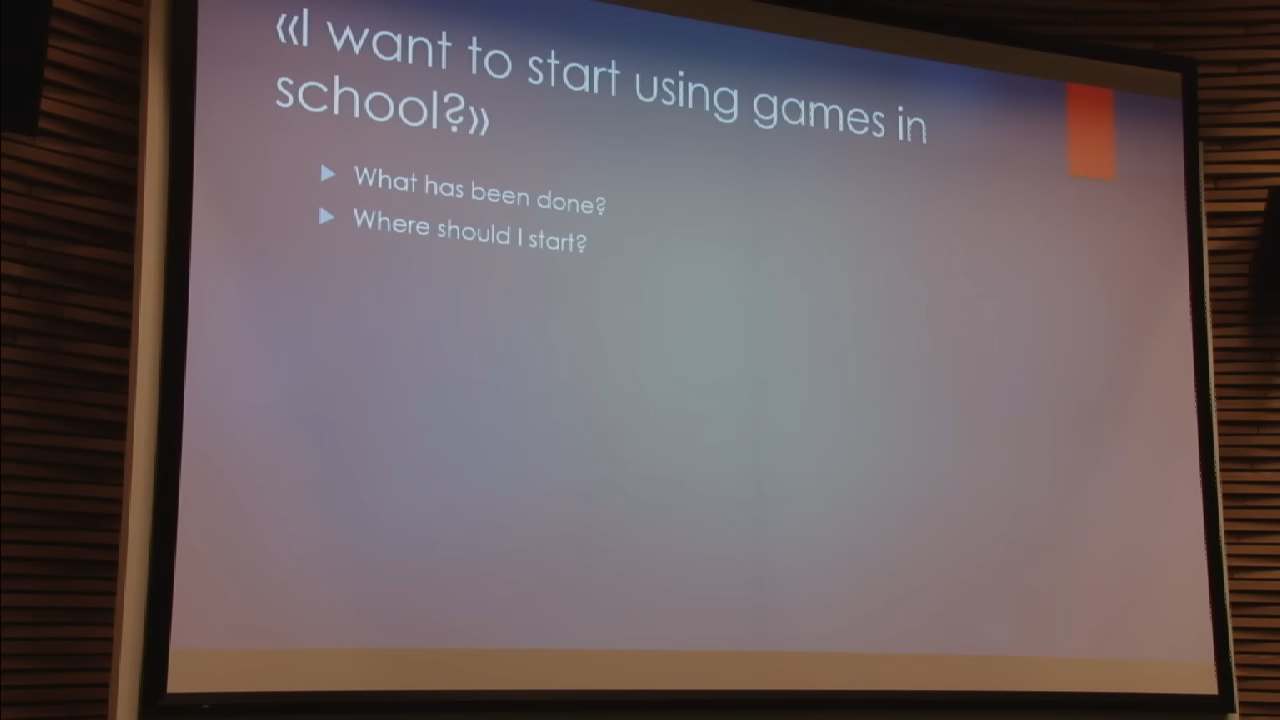 «I want to start using games in
school?»
What has been done?
Where should I start?